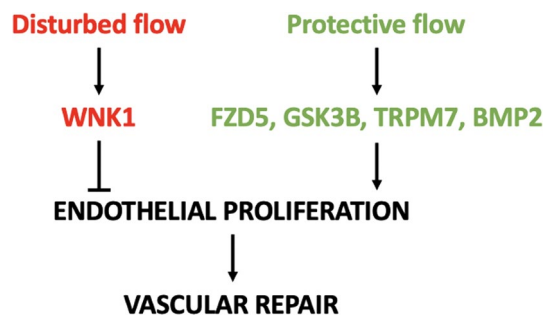 Disturbed flow
Protective flow
WNK1
FZD5, GSK3B, TRPM7, BMP2
ENDOTHELIAL PROLIFERATION
VASCULAR REPAIR